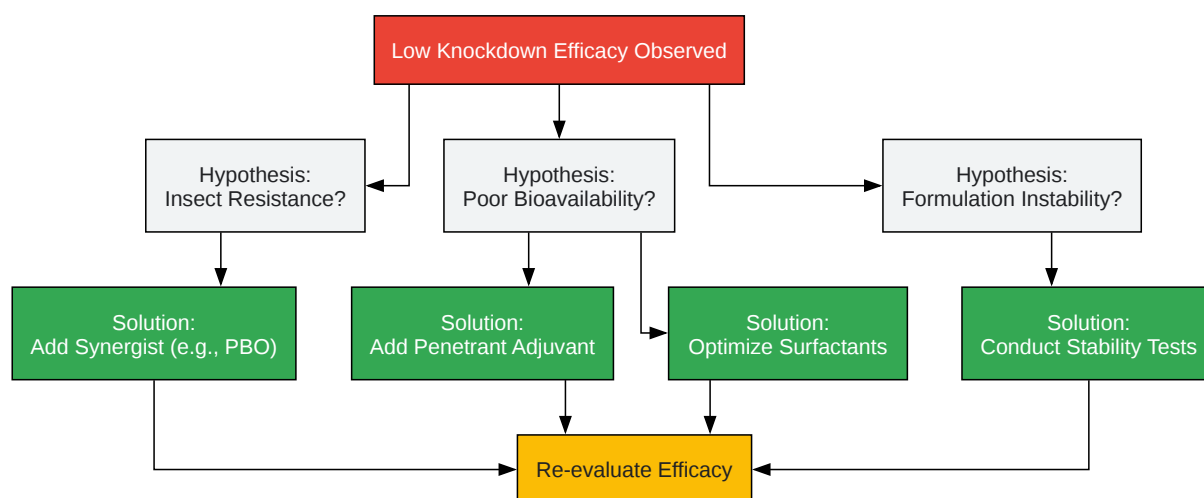 Low Knockdown Efficacy Observed
Hypothesis:
Insect Resistance?
Hypothesis:
Poor Bioavailability?
Hypothesis:
Formulation Instability?
Solution:
Add Synergist (e.g., PBO)
Solution:
Add Penetrant Adjuvant
Solution:
Optimize Surfactants
Solution:
Conduct Stability Tests
Re-evaluate Efficacy